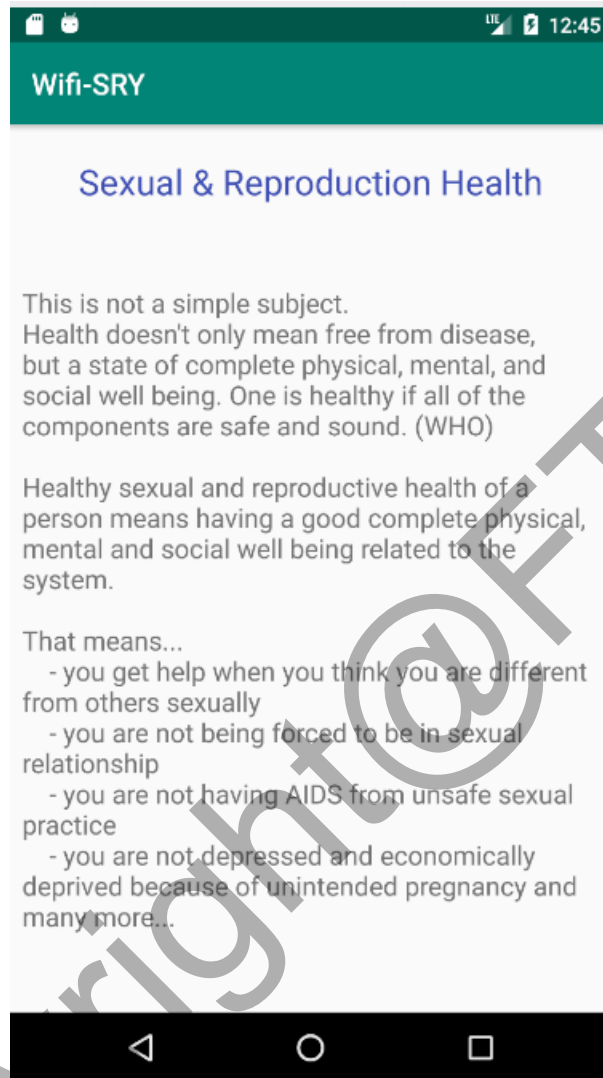 LTE 12:45
Wifi-SRY
Sexual & Reproduction Health
This is not a simple subject.
Health doesn't only mean free from disease,
but a state of complete physical, mental, and
social well being. One is healthy if all of the
components are safe and sound. (WHO)
Healthy sexual and reproductive health of a
person means having a good complete physical,
mental and social well being related to the
system.
That means...
- you get help when you think you are different
from others sexually
- you are not being forced to be in sexual
relationship
- you are not having AIDS from unsafe sexual
practice
- you are not depressed and economically
deprived because of unintended pregnancy and
many more...